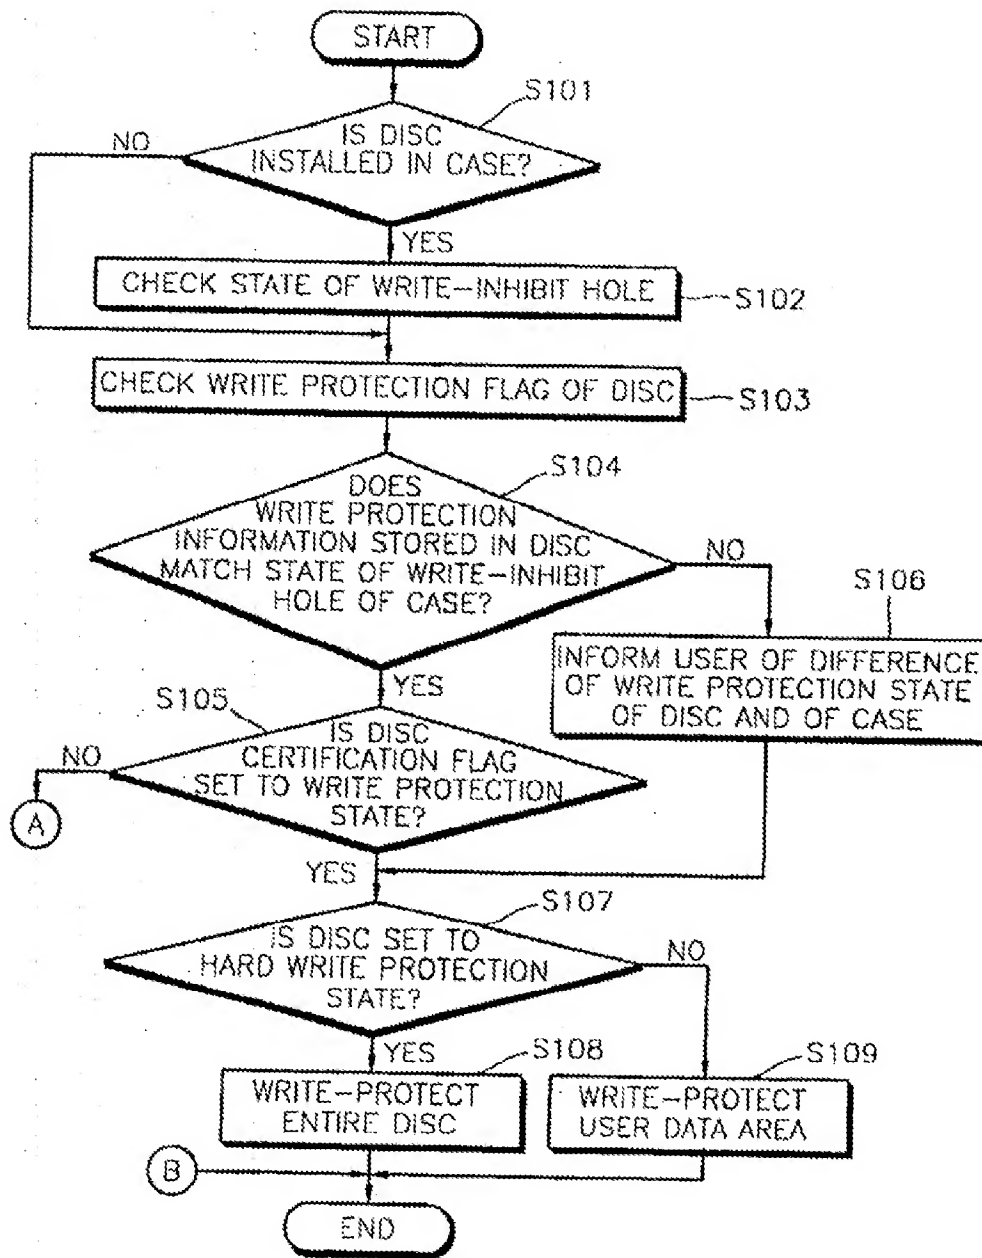 START
S101
IS DISC
INSTALLED IN CASE?
NO
YES
CHECK STATE OF WRITE-INHIBIT HOLE
S102
CHECK WRITE PROTECTION FLAG OF DISC
S103
S104
DOES
WRITE PROTECTION
INFORMATION STORED IN DISC
MATCH STATE OF WRITE-INHIBIT
HOLE OF CASE?
NO
YES
S106
INFORM USER OF DIFFERENCE
OF WRITE PROTECTION STATE
OF DISC AND OF CASE
S105
IS DISC
CERTIFICATION FLAG
SET TO WRITE PROTECTION
STATE?
NO
A
YES
S107
IS DISC SET TO
HARD WRITE PROTECTION
STATE?
NO
YES
S108
WRITE-PROTECT
ENTIRE DISC
S109
WRITE-PROTECT
USER DATA AREA
B
END